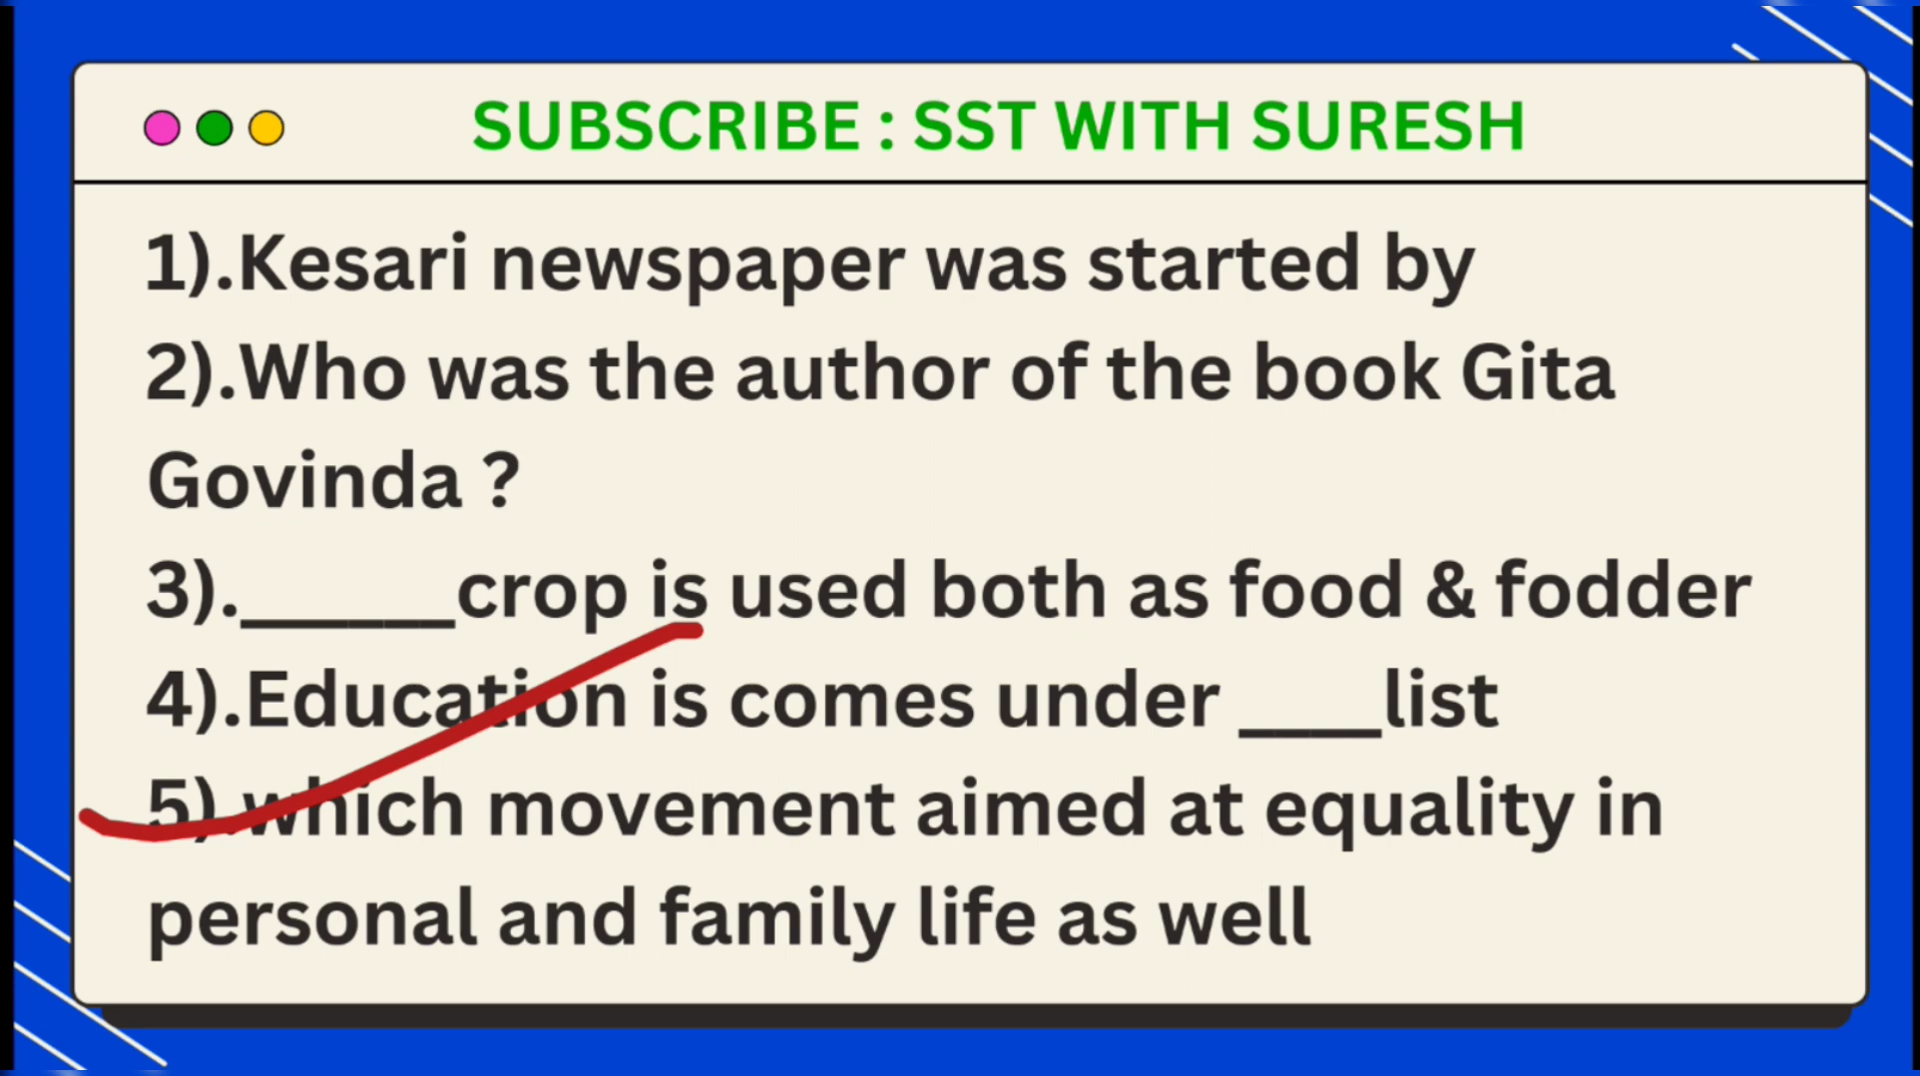 SUBSCRIBE : SST WITH SURESH
1).Kesari newspaper was started by
2).Who was the author of the book Gita
Govinda ?
3).______crop is used both as food & fodder
4).Education is comes under ____list
5).which movement aimed at equality in
personal and family life as well